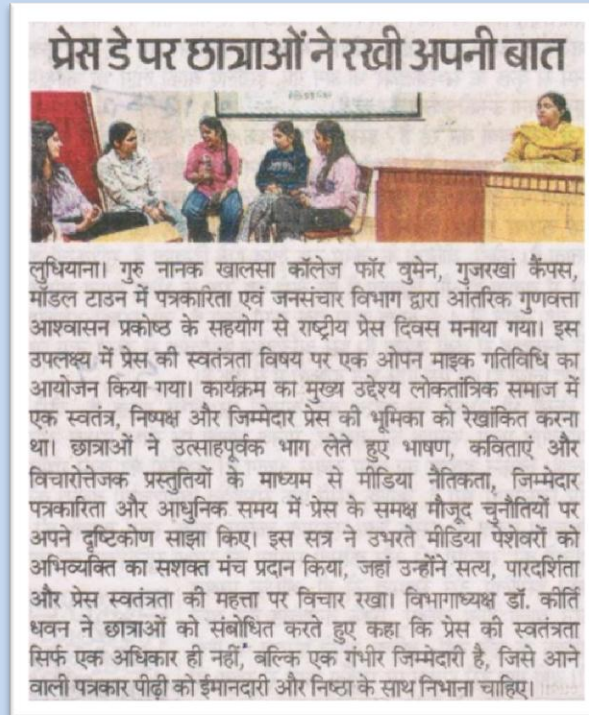 प्रेस डे पर छात्राओं ने रखी अपनी बात
लुधियाना। गुरु नानक खालसा कॉलेज फॉर वुमेन, गुजरखां कैंपस,
मॉडल टाउन में पत्रकारिता एवं जनसंचार विभाग द्वारा आंतरिक गुणवत्ता
आश्वासन प्रकोष्ठ के सहयोग से राष्ट्रीय प्रेस दिवस मनाया गया। इस
उपलक्ष्य में प्रेस की स्वतंत्रता विषय पर एक ओपन माइक गतिविधि का
आयोजन किया गया। कार्यक्रम का मुख्य उद्देश्य लोकतांत्रिक समाज में
एक स्वतंत्र, निष्पक्ष और जिम्मेदार प्रेस की भूमिका को रेखांकित करना
था। छात्राओं ने उत्साहपूर्वक भाग लेते हुए भाषण, कविताएं और
विचारोत्तेजक प्रस्तुतियों के माध्यम से मीडिया नैतिकता, जिम्मेदार
पत्रकारिता और आधुनिक समय में प्रेस के समक्ष मौजूद चुनौतियों पर
अपने दृष्टिकोण साझा किए। इस सत्र ने उभरते मीडिया पेशेवरों को
अभिव्यक्ति का सशक्त मंच प्रदान किया, जहां उन्होंने सत्य, पारदर्शिता
और प्रेस स्वतंत्रता की महत्ता पर विचार रखा। विभागाध्यक्ष डॉ. कीर्ति
धवन ने छात्राओं को संबोधित करते हुए कहा कि प्रेस की स्वतंत्रता
सिर्फ एक अधिकार ही नहीं, बल्कि एक गंभीर जिम्मेदारी है, जिसे आने
वाली पत्रकार पीढ़ी को ईमानदारी और निष्ठा के साथ निभाना चाहिए।